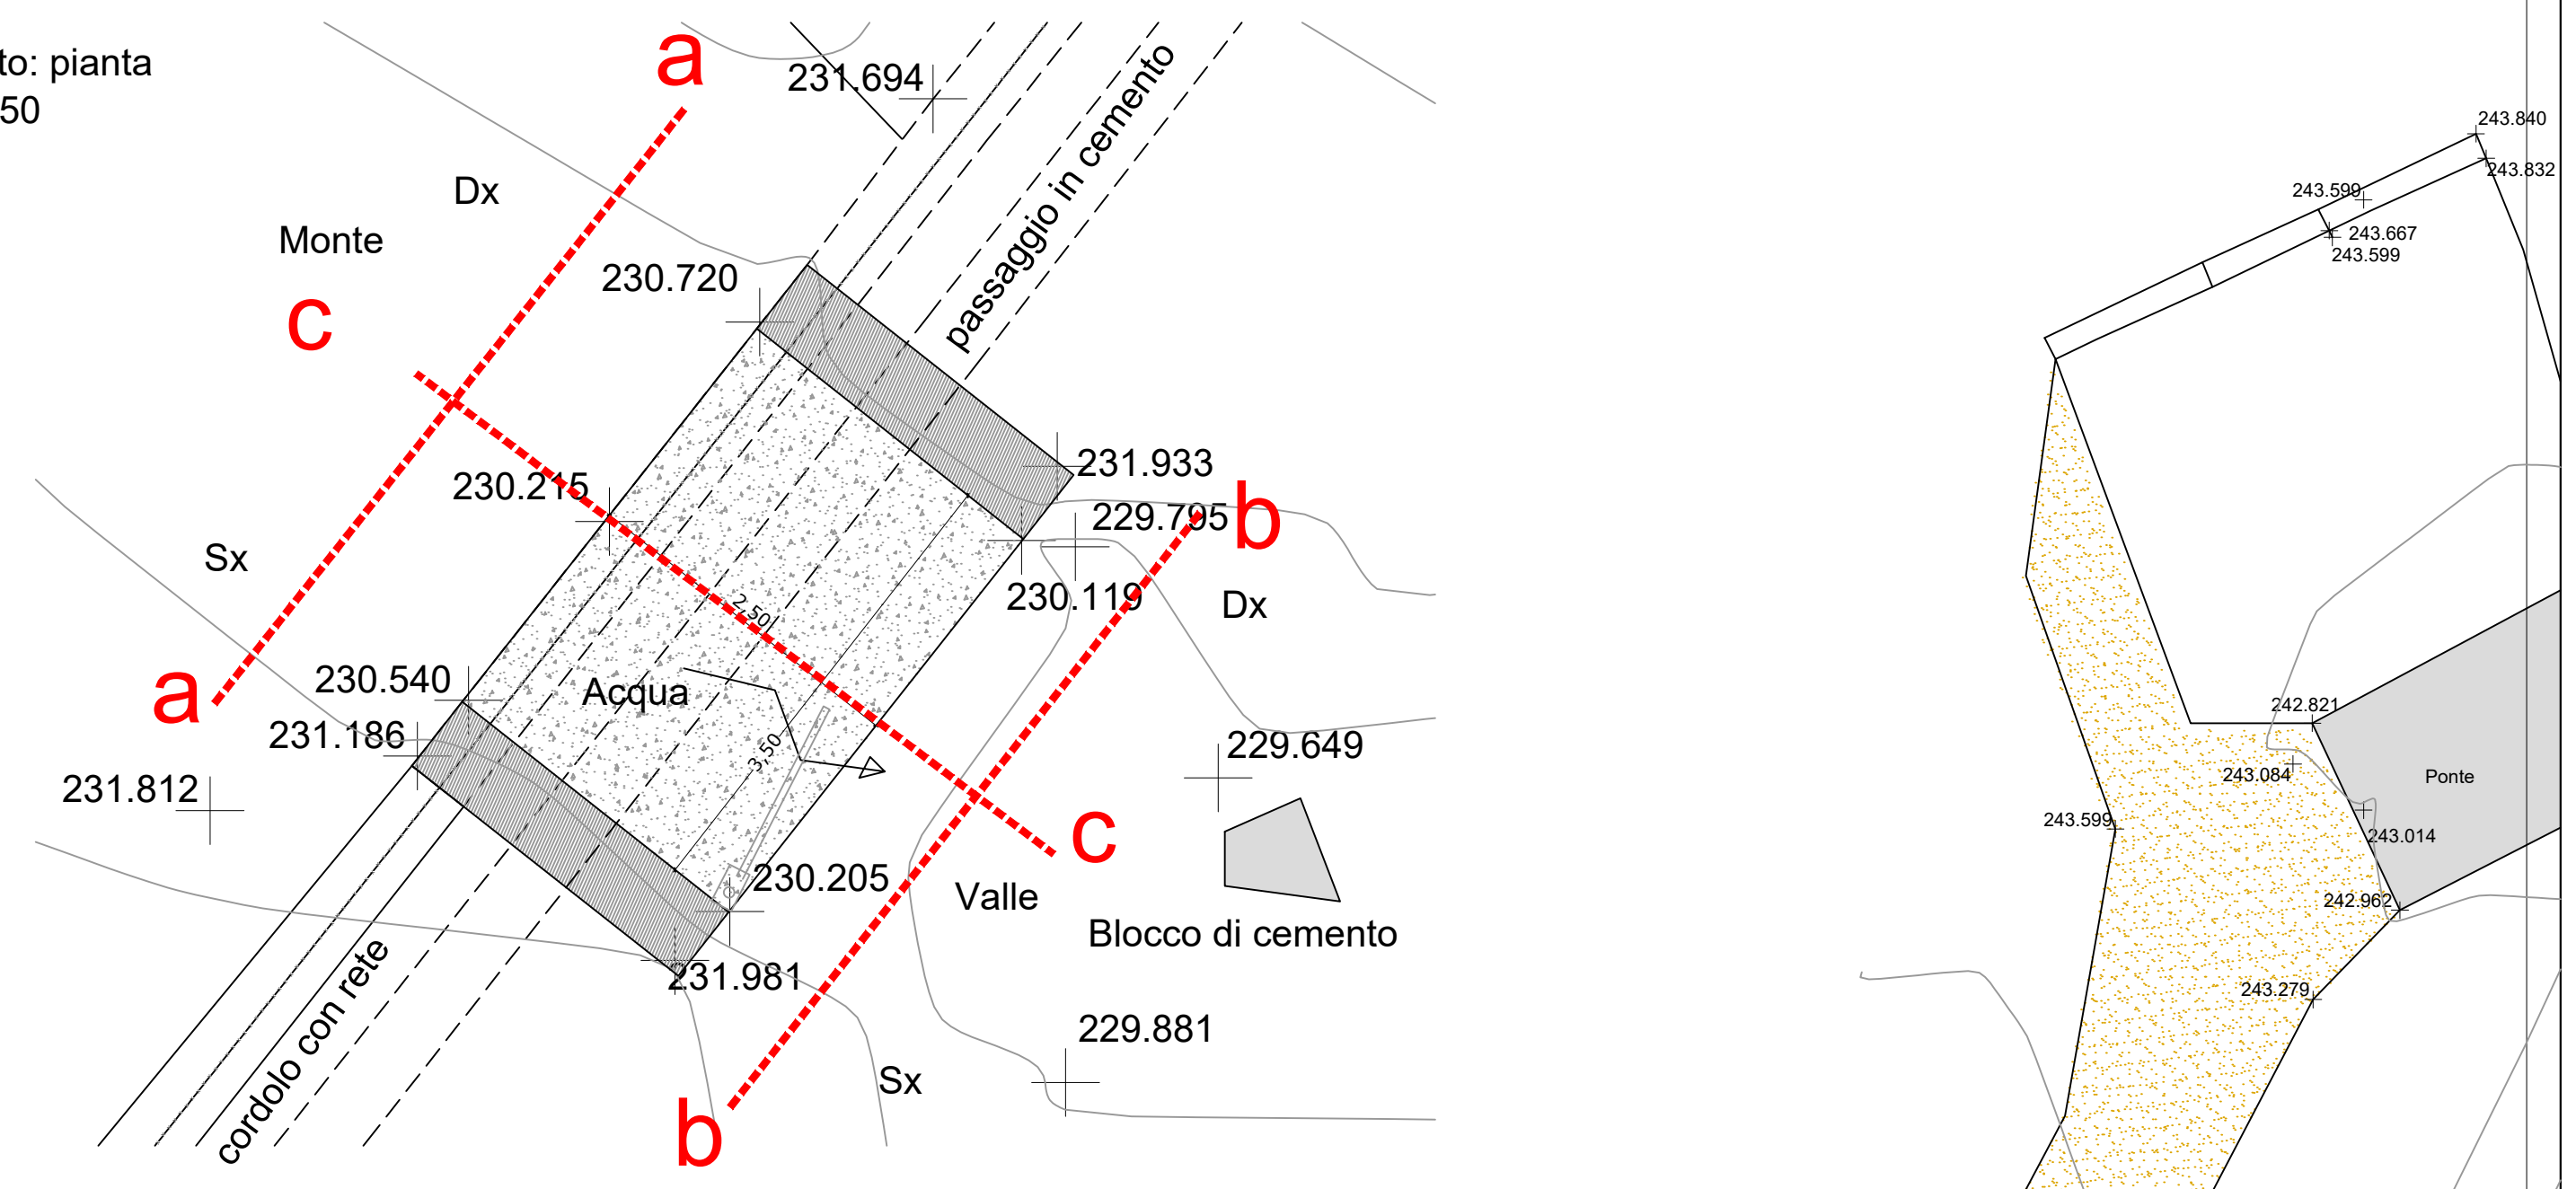 to: pianta
50
a
231.694
passaggio in cemento
Dx
Monte
230.720
c
231.933
230.215
229.795
b
Sx
230.119
Dx
2,50
230.540
Acqua
a
231.186
3,50
229.649
231.812
c
230.205
Valle
Blocco di cemento
cordolo con rete
231.981
229.881
Sx
b
243.840
243.832
243.599
243.667
243.599
242.821
243.084
Ponte
243.599
243.014
242.962
243.279